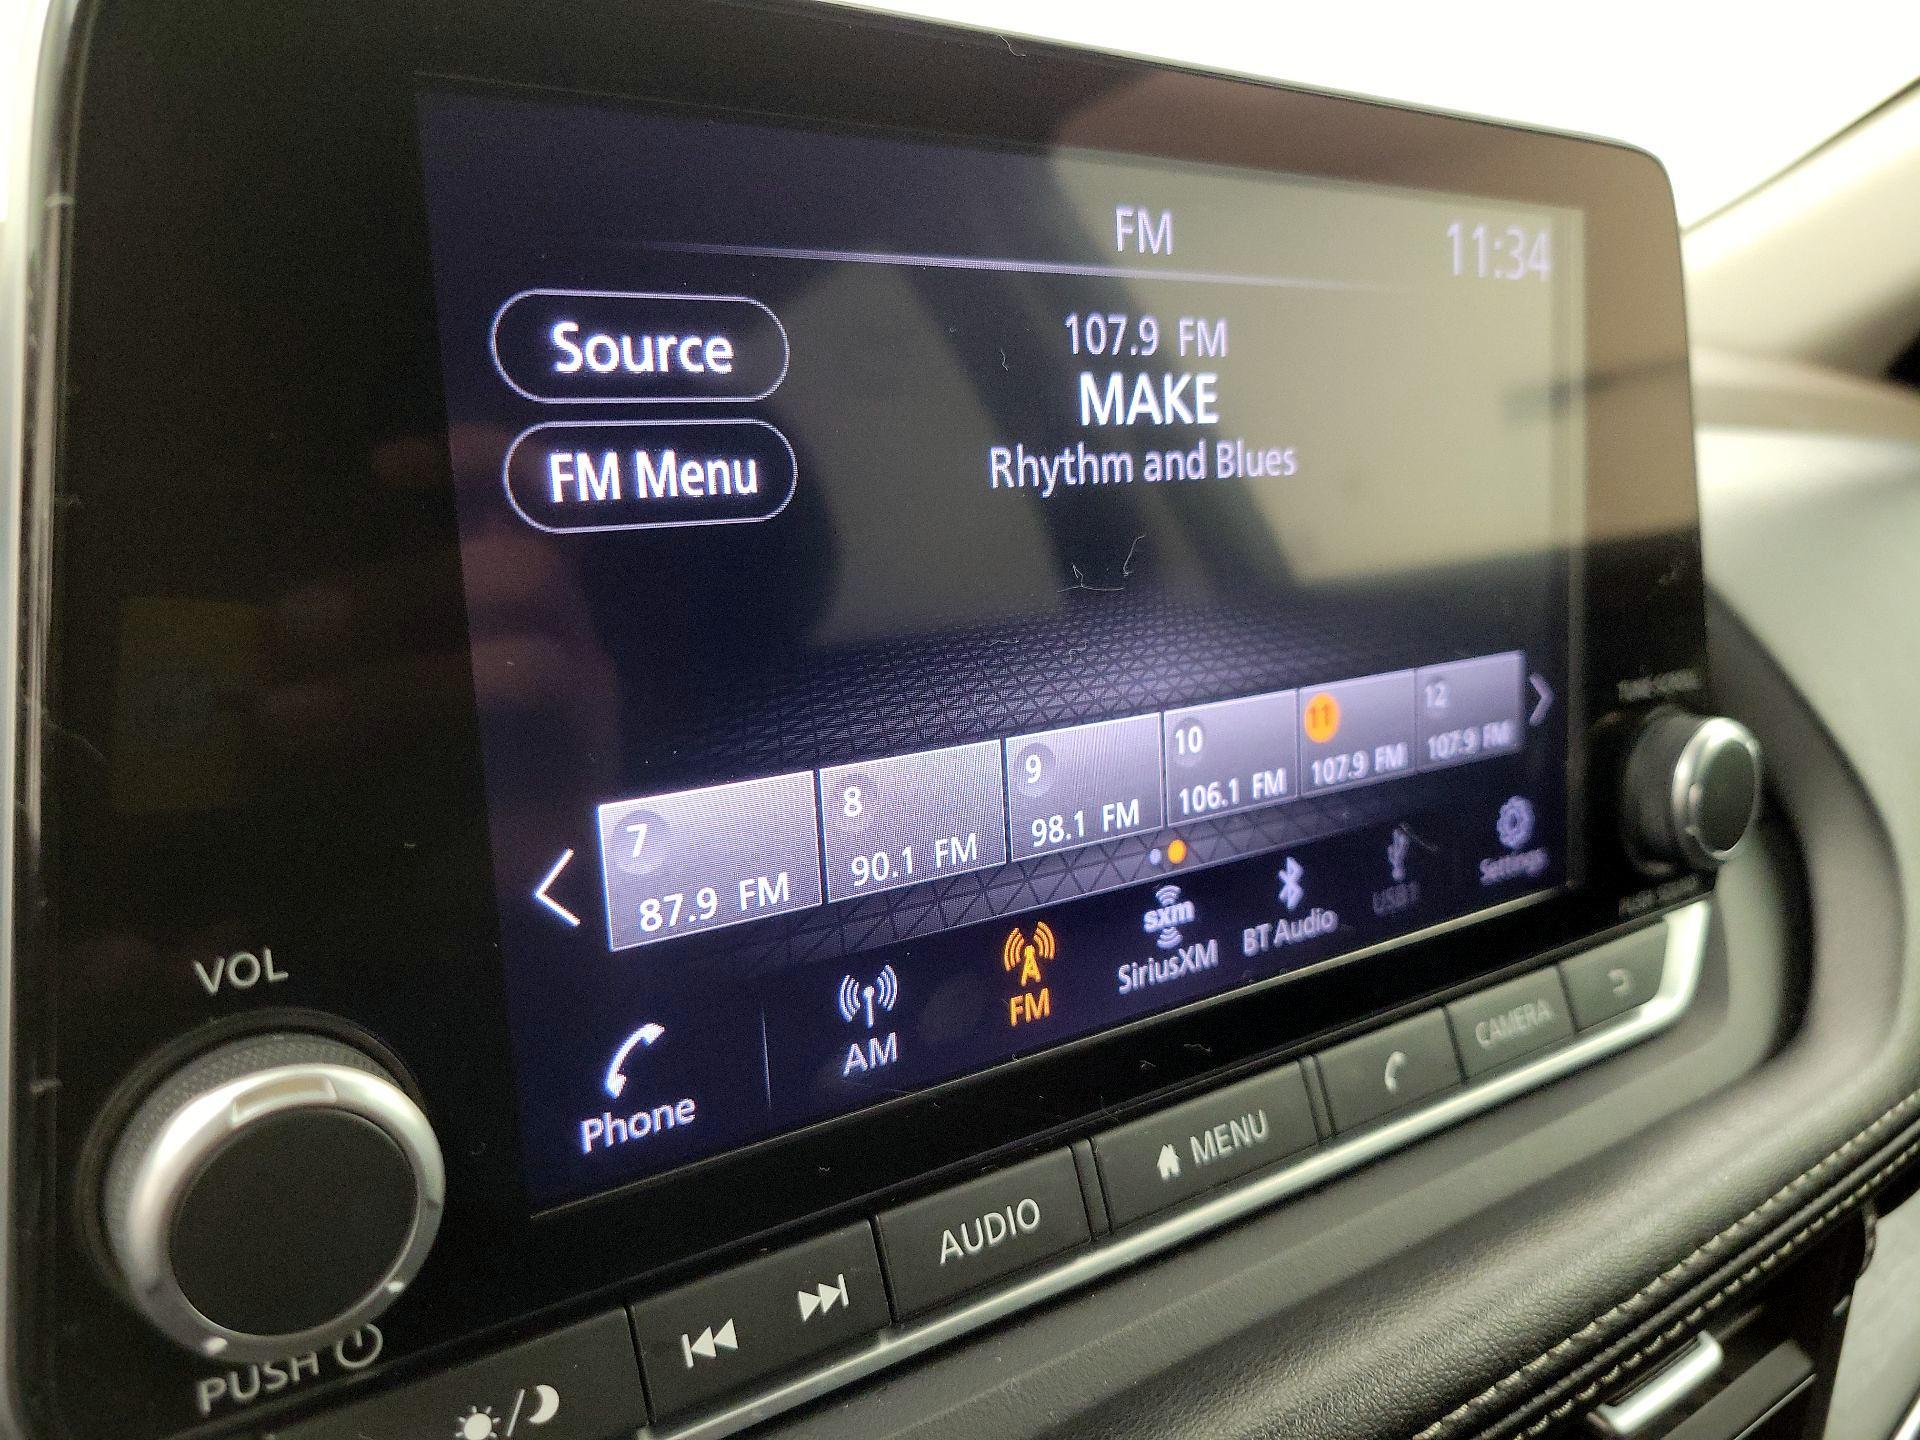 FM
11:34
Source
107.9 FM
MAKE
FM Menu
Rhythm and Blues
7
87.9 FM
8
90.1 FM
9
98.1 FM
10
106.1 FM
11
107.9 FM
12
107.9 FM
Phone
AM
FM
sxm
SiriusXM
BT Audio
USB1
Settings
VOL
PUSH
AUDIO
MENU
CAMERA